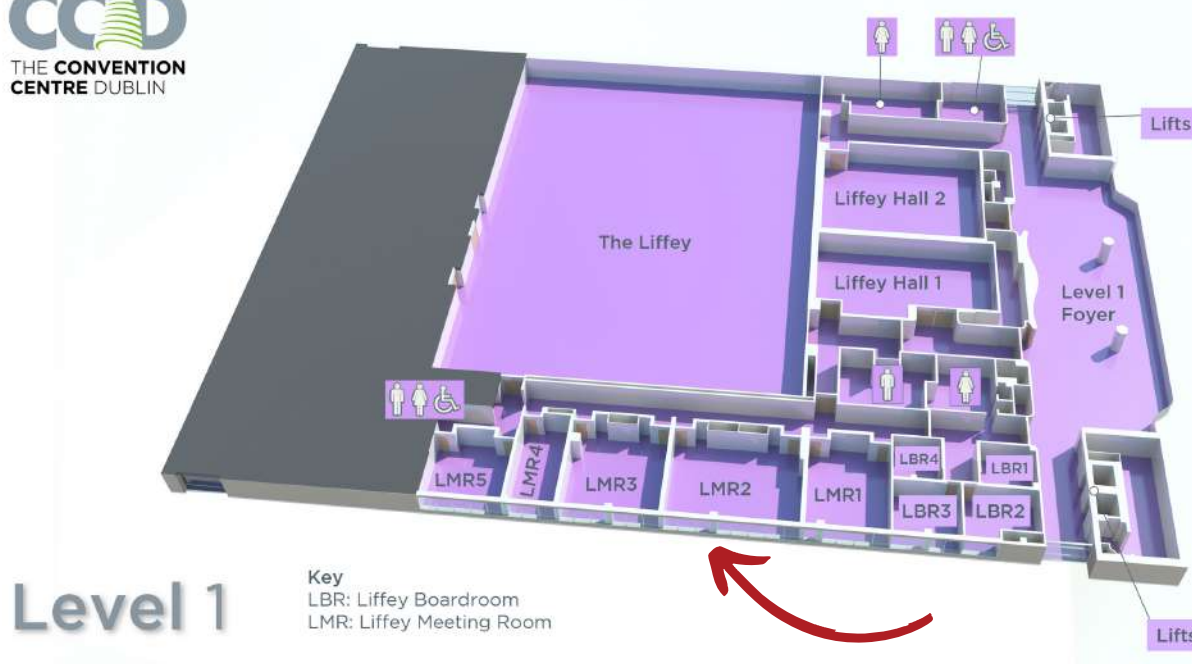 CCD
THE CONVENTION
CENTRE DUBLIN
Lifts
Liffey Hall 2
The Liffey
Liffey Hall 1
Level 1
Foyer
LMR5
LMR4
LMR3
LMR2
LMR1
LBR4
LBR1
LBR3
LBR2
Level 1
Key
LBR: Liffey Boardroom
LMR: Liffey Meeting Room
Lifts